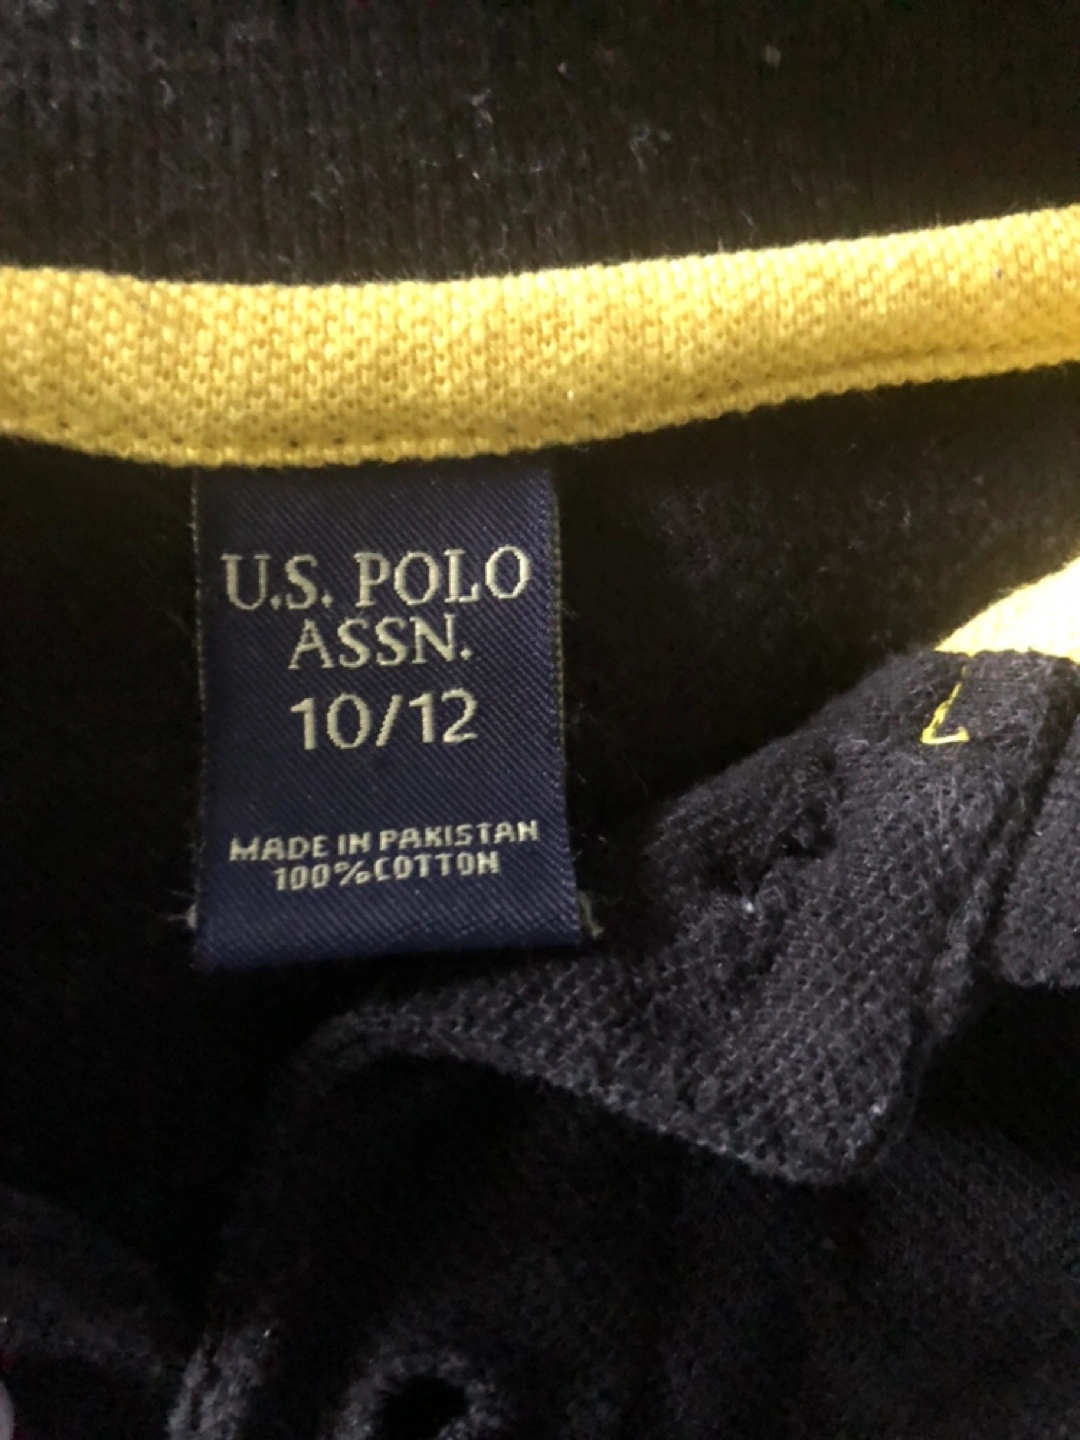 U.S. POLO
ASSN.
10/12
MADE IN PAKISTAN
100%COTTON